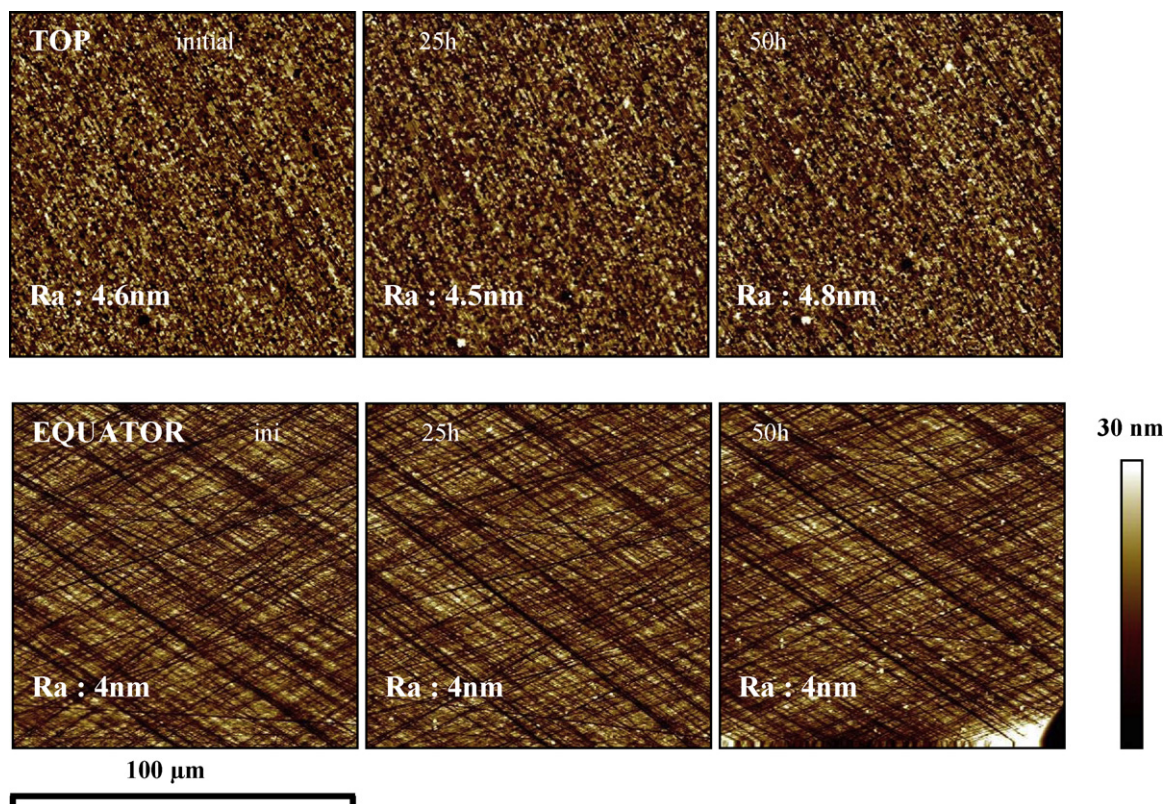 TOP initial 25h 50h
Ra : 4.6nm Ra : 4.5nm Ra : 4.8nm
EQUATOR int 25h 50h
30 nm
Ra : 4nm Ra : 4nm Ra : 4nm
100 µm